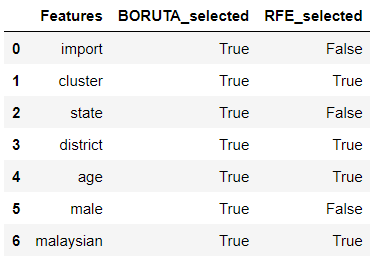 Features BORUTA_selected RFE_selected
0 import True False
1 cluster True True
2 state True False
3 district True True
4 age True True
5 male True False
6 malaysian True True